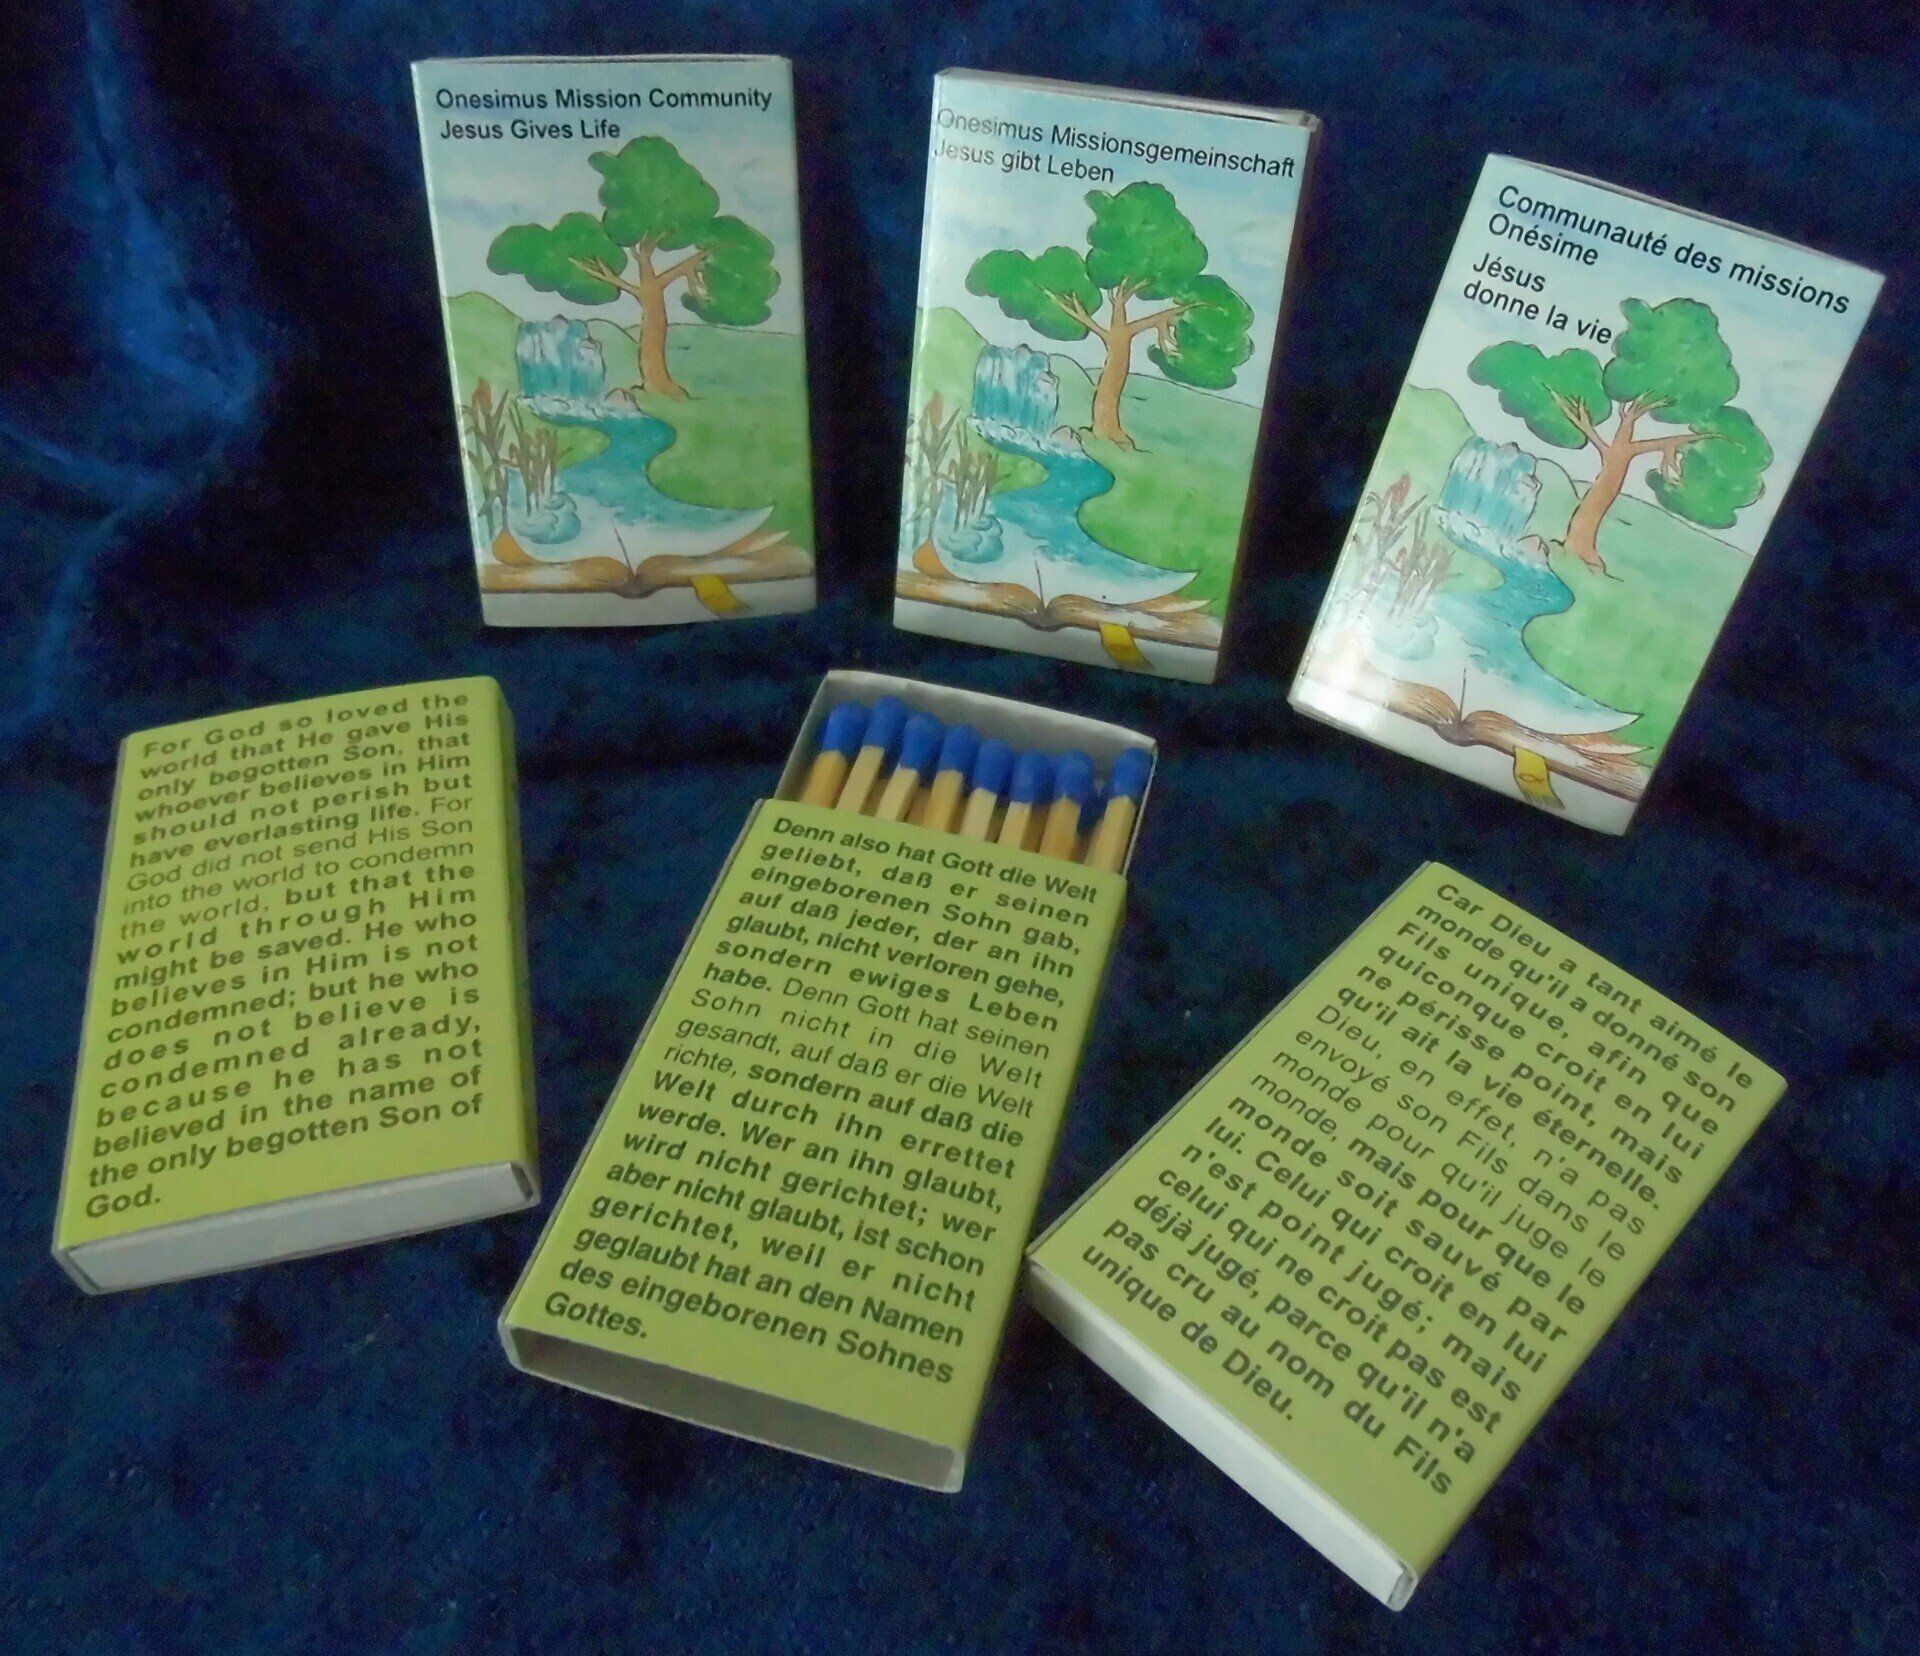 Onesimus Mission Community
Jesus Gives Life
Onesimus Missionsgemeinschaft
Jesus gibt Leben
Communauté des missions
Onésime
Jésus
donne la vie
For God so loved the
world that He gave His
only begotten Son, that
whoever believes in Him
should not perish but
have everlasting life. For
God did not send His Son
into the world to condemn
the world, but that the
world through Him
might be saved. He who
believes in Him is not
condemned; but he who
does not believe is
condemned already,
because he has not
believed in the name of
the only begotten Son of
God.
Denn also hat Gott die Welt
geliebt, daß er seinen
eingeborenen Sohn gab,
auf daß jeder, der an ihn
glaubt, nicht verloren gehe,
sondern ewiges Leben
habe. Denn Gott hat seinen
Sohn nicht in die Welt
gesandt, auf daß er die Welt
richte, sondern auf daß die
Welt durch ihn errettet
werde. Wer an ihn glaubt,
wird nicht gerichtet; wer
aber nicht glaubt, ist schon
gerichtet, weil er nicht
geglaubt hat an den Namen
des eingeborenen Sohnes
Gottes.
Car Dieu a tant aimé le
monde qu'il a donné son
Fils unique, afin que
quiconque croit en lui
ne périsse point, mais
qu'il ait la vie éternelle.
Dieu, en effet, n'a pas
envoyé son Fils dans le
monde pour qu'il juge le
monde, mais pour que le
monde soit sauvé par
lui. Celui qui croit en lui
n'est point jugé; mais
celui qui ne croit pas est
déjà jugé, parce qu'il n'a
pas cru au nom du Fils
unique de Dieu.